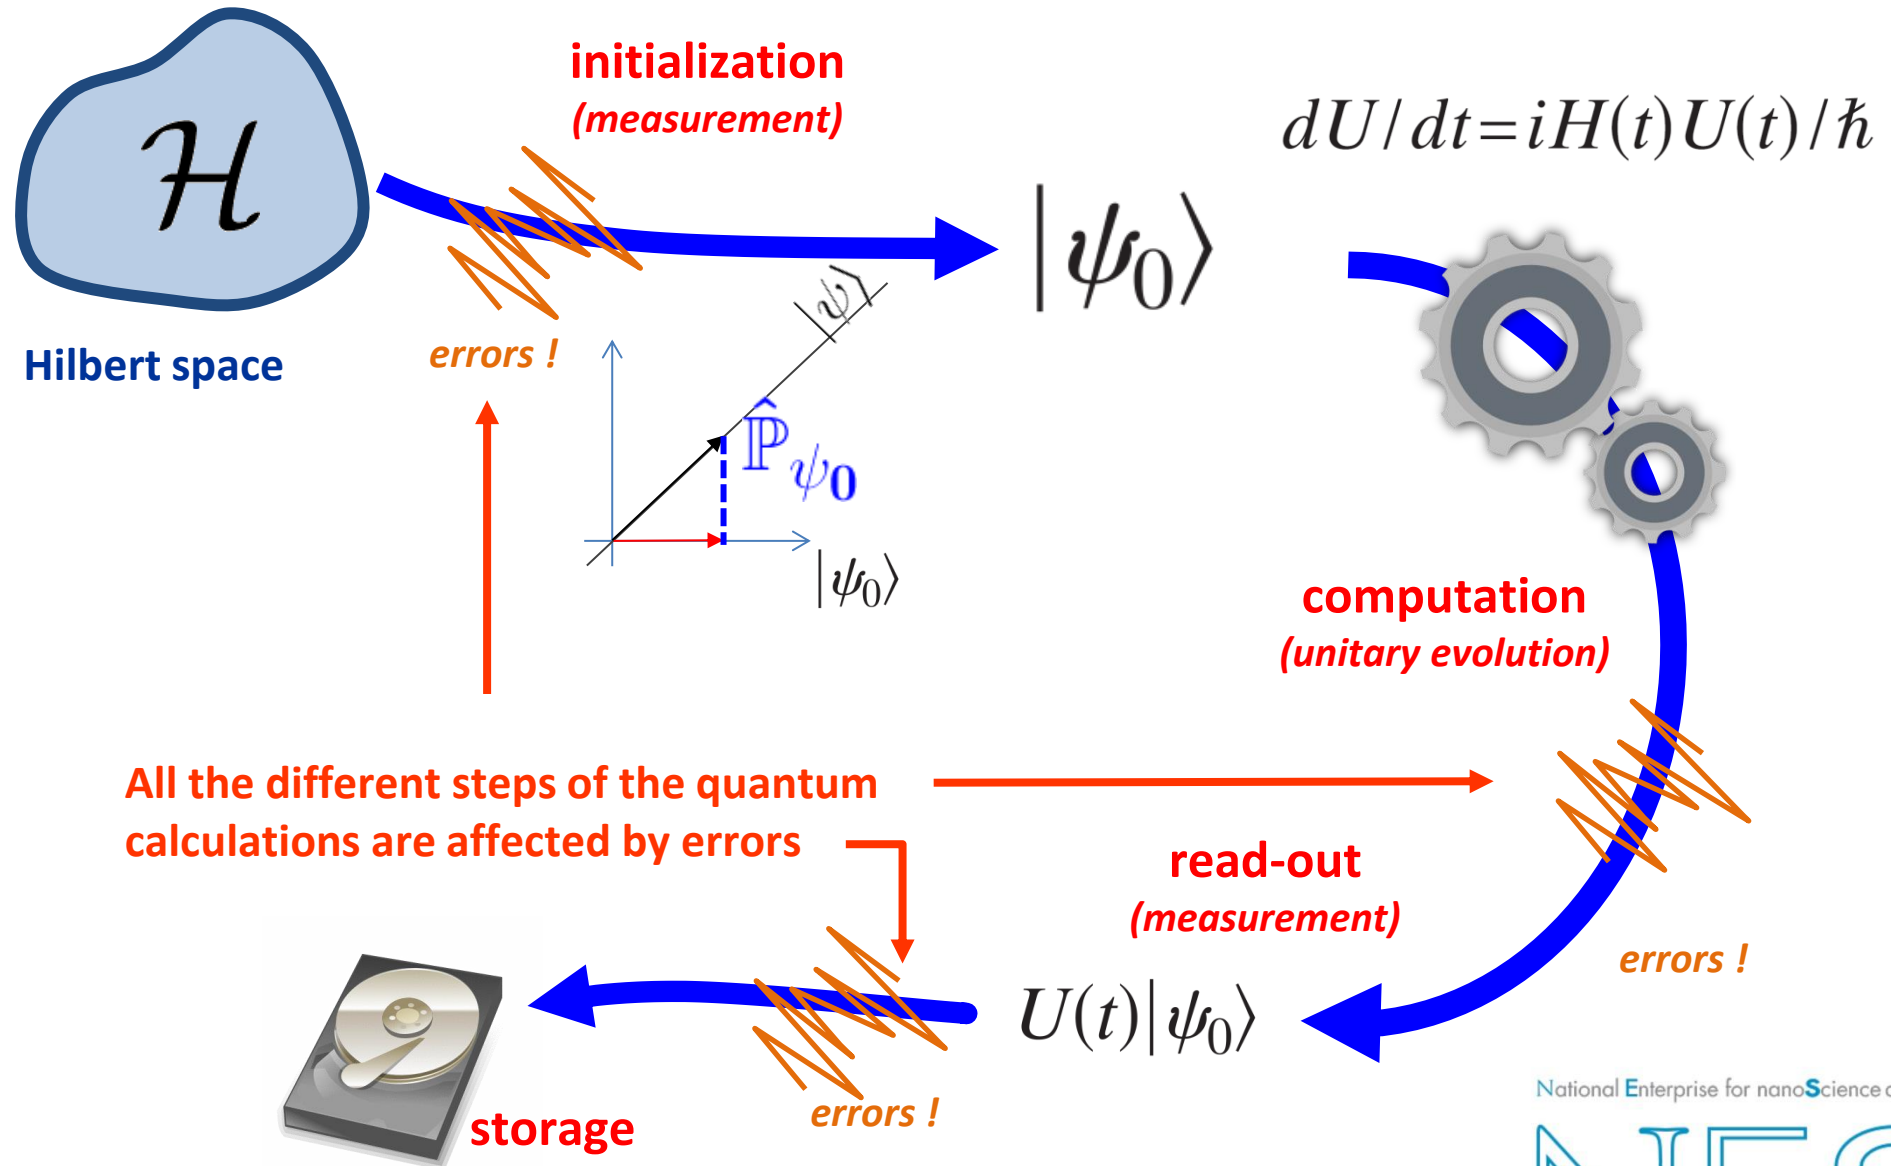 initialization
(measurement)
dU/dt=iH(t)U(t)/ħ
ℋ
|ψ₀⟩
|ψ⟩
Hilbert space
errors !
ℙ̂ψ₀
|ψ₀⟩
computation
(unitary evolution)
All the different steps of the quantum
calculations are affected by errors
read-out
(measurement)
errors !
U(t)|ψ₀⟩
National Enterprise for nanoScience
errors !
storage